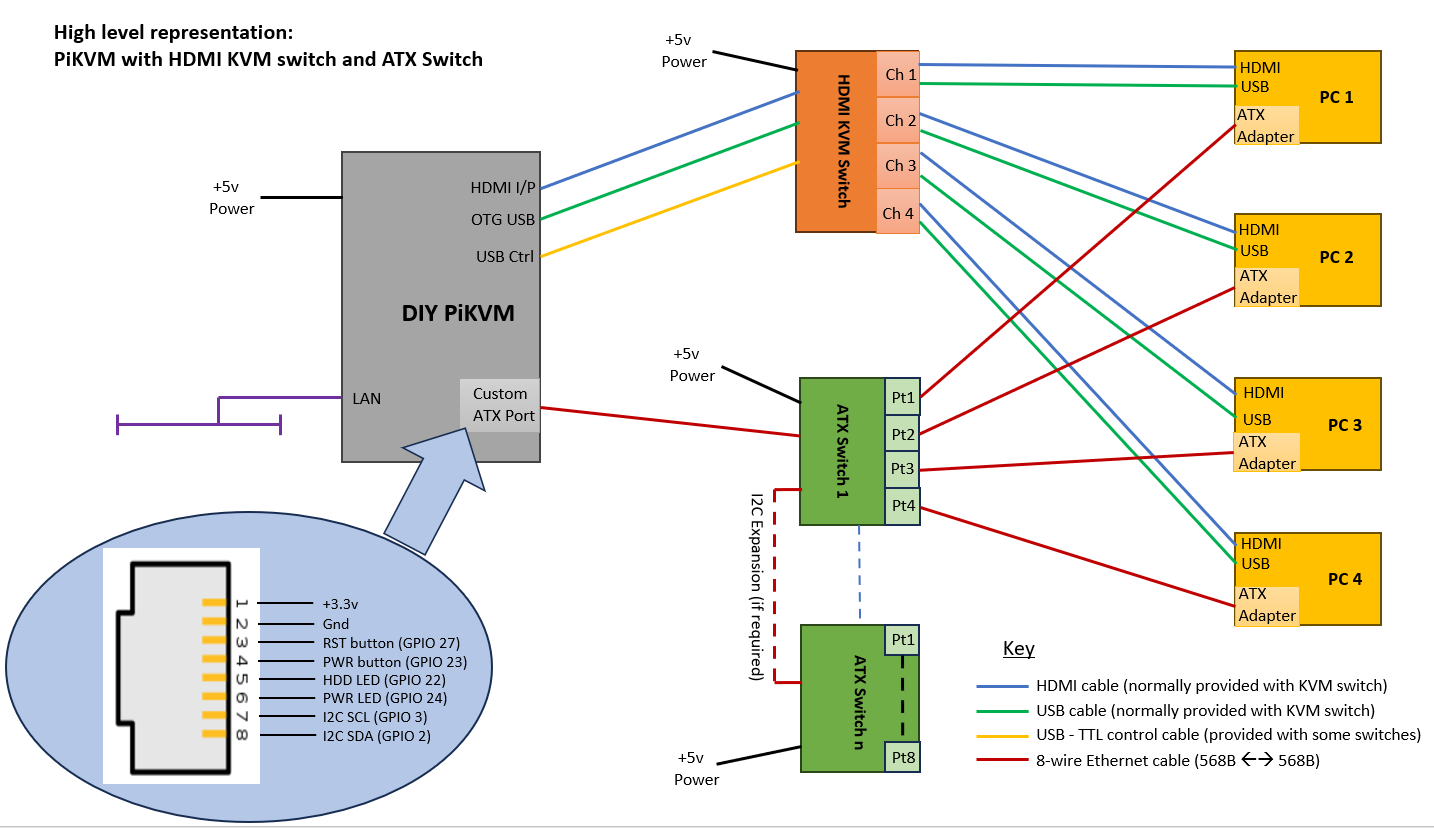 High level representation:
PiKVM with HDMI KVM switch and ATX Switch
+5v
Power
HDMI I/P
OTG USB
USB Ctrl
DIY PiKVM
LAN
Custom
ATX Port
+5v
Power
HDMI KVM Switch
Ch 1
Ch 2
Ch 3
Ch 4
+5v
Power
ATX Switch 1
Pt1
Pt2
Pt3
Pt4
I2C Expansion (if required)
ATX Switch n
Pt1
Pt8
+5v
Power
HDMI
USB
ATX
Adapter
PC 1
HDMI
USB
ATX
Adapter
PC 2
HDMI
USB
ATX
Adapter
PC 3
HDMI
USB
ATX
Adapter
PC 4
1 +3.3v
2 Gnd
3 RST button (GPIO 27)
4 PWR button (GPIO 23)
5 HDD LED (GPIO 22)
6 PWR LED (GPIO 24)
7 I2C SCL (GPIO 3)
8 I2C SDA (GPIO 2)
Key
HDMI cable (normally provided with KVM switch)
USB cable (normally provided with KVM switch)
USB - TTL control cable (provided with some switches)
8-wire Ethernet cable (568B ←→ 568B)